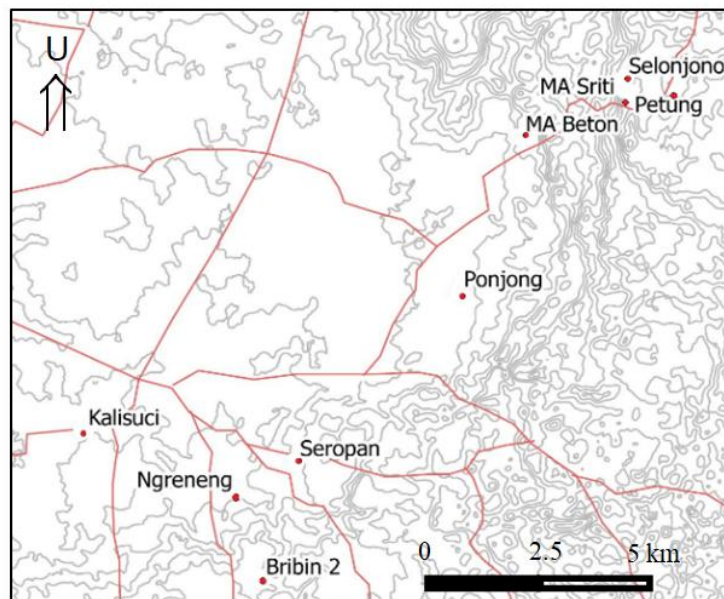 U
Selonjono
MA Sriti
Petung
MA Beton
Ponjong
Kalisuci
Seropan
Ngreneng
Bribin 2
0 2.5 5 km